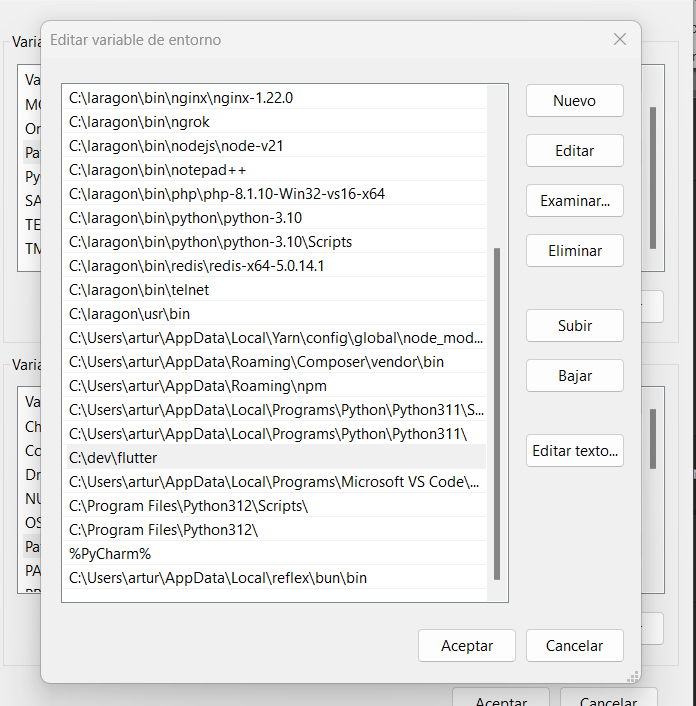 Editar variable de entorno
Varia
Va
MO
On
Pa
Py
SA
TE
TM
C:\laragon\bin\nginx\nginx-1.22.0
C:\laragon\bin\ngrok
C:\laragon\bin\nodejs\node-v21
C:\laragon\bin\notepad++
C:\laragon\bin\php\php-8.1.10-Win32-vs16-x64
C:\laragon\bin\python\python-3.10
C:\laragon\bin\python\python-3.10\Scripts
C:\laragon\bin\redis\redis-x64-5.0.14.1
C:\laragon\bin\telnet
C:\laragon\usr\bin
C:\Users\artur\AppData\Local\Yarn\config\global\node_mod...
C:\Users\artur\AppData\Roaming\Composer\vendor\bin
C:\Users\artur\AppData\Roaming\npm
C:\Users\artur\AppData\Local\Programs\Python\Python311\S...
C:\Users\artur\AppData\Local\Programs\Python\Python311\
C:\dev\flutter
C:\Users\artur\AppData\Local\Programs\Microsoft VS Code\...
C:\Program Files\Python312\Scripts\
C:\Program Files\Python312\
%PyCharm%
C:\Users\artur\AppData\Local\reflex\bun\bin
Nuevo
Editar
Examinar...
Eliminar
Subir
Bajar
Editar texto...
Varia
Va
Ch
Co
Dr
NU
OS
Pa
PA
Aceptar
Cancelar
Aceptar
Cancelar